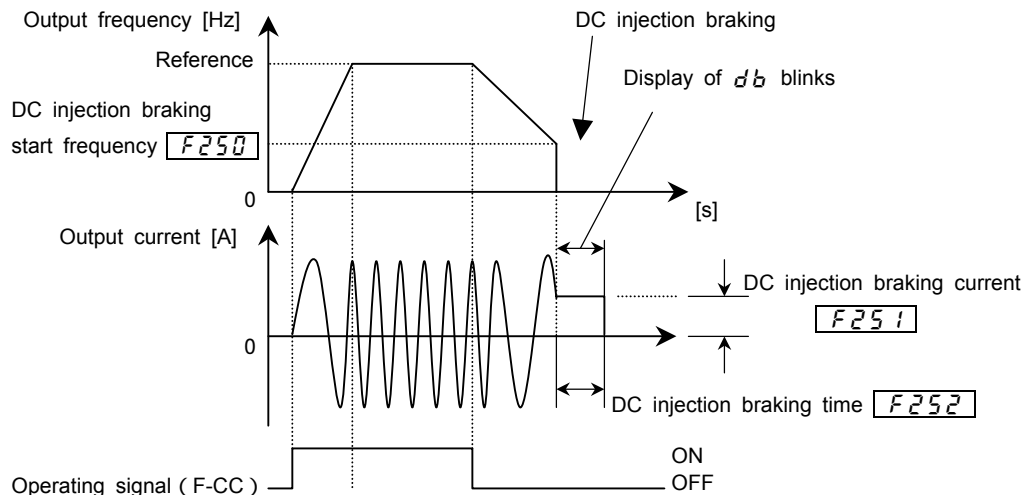 Output frequency [Hz]
DC injection braking
Reference
Display of db blinks
DC injection braking
start frequency F250
0
[s]
Output current [A]
DC injection braking current
F251
0
DC injection braking time F252
ON
Operating signal ( F-CC )
OFF